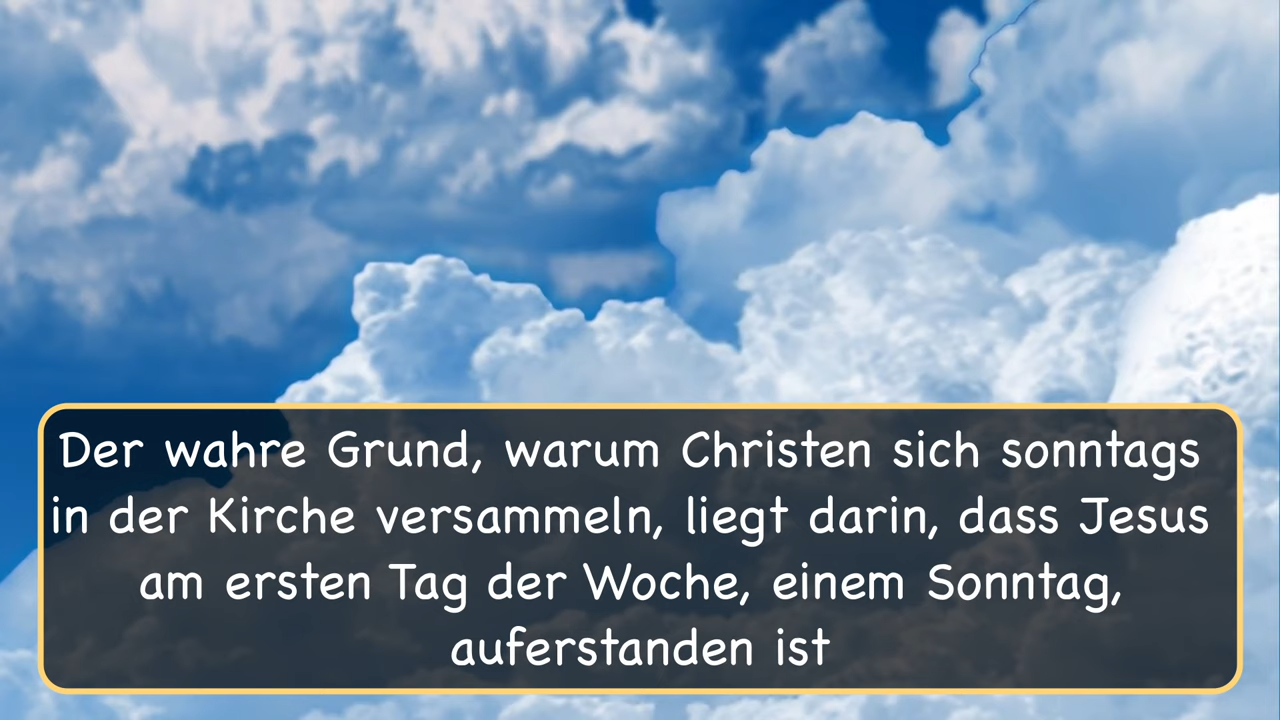 Der wahre Grund, warum Christen sich sonntags
in der Kirche versammeln, liegt darin, dass Jesus
am ersten Tag der Woche, einem Sonntag,
auferstanden ist